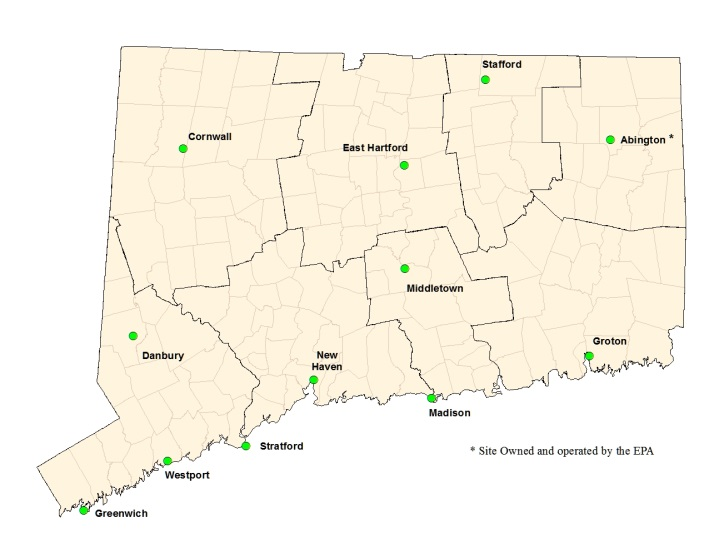 Stafford
Cornwall
Abington *
East Hartford
Middletown
Groton
Danbury
New
Haven
Madison
Stratford
* Site Owned and operated by the EPA
Westport
Greenwich